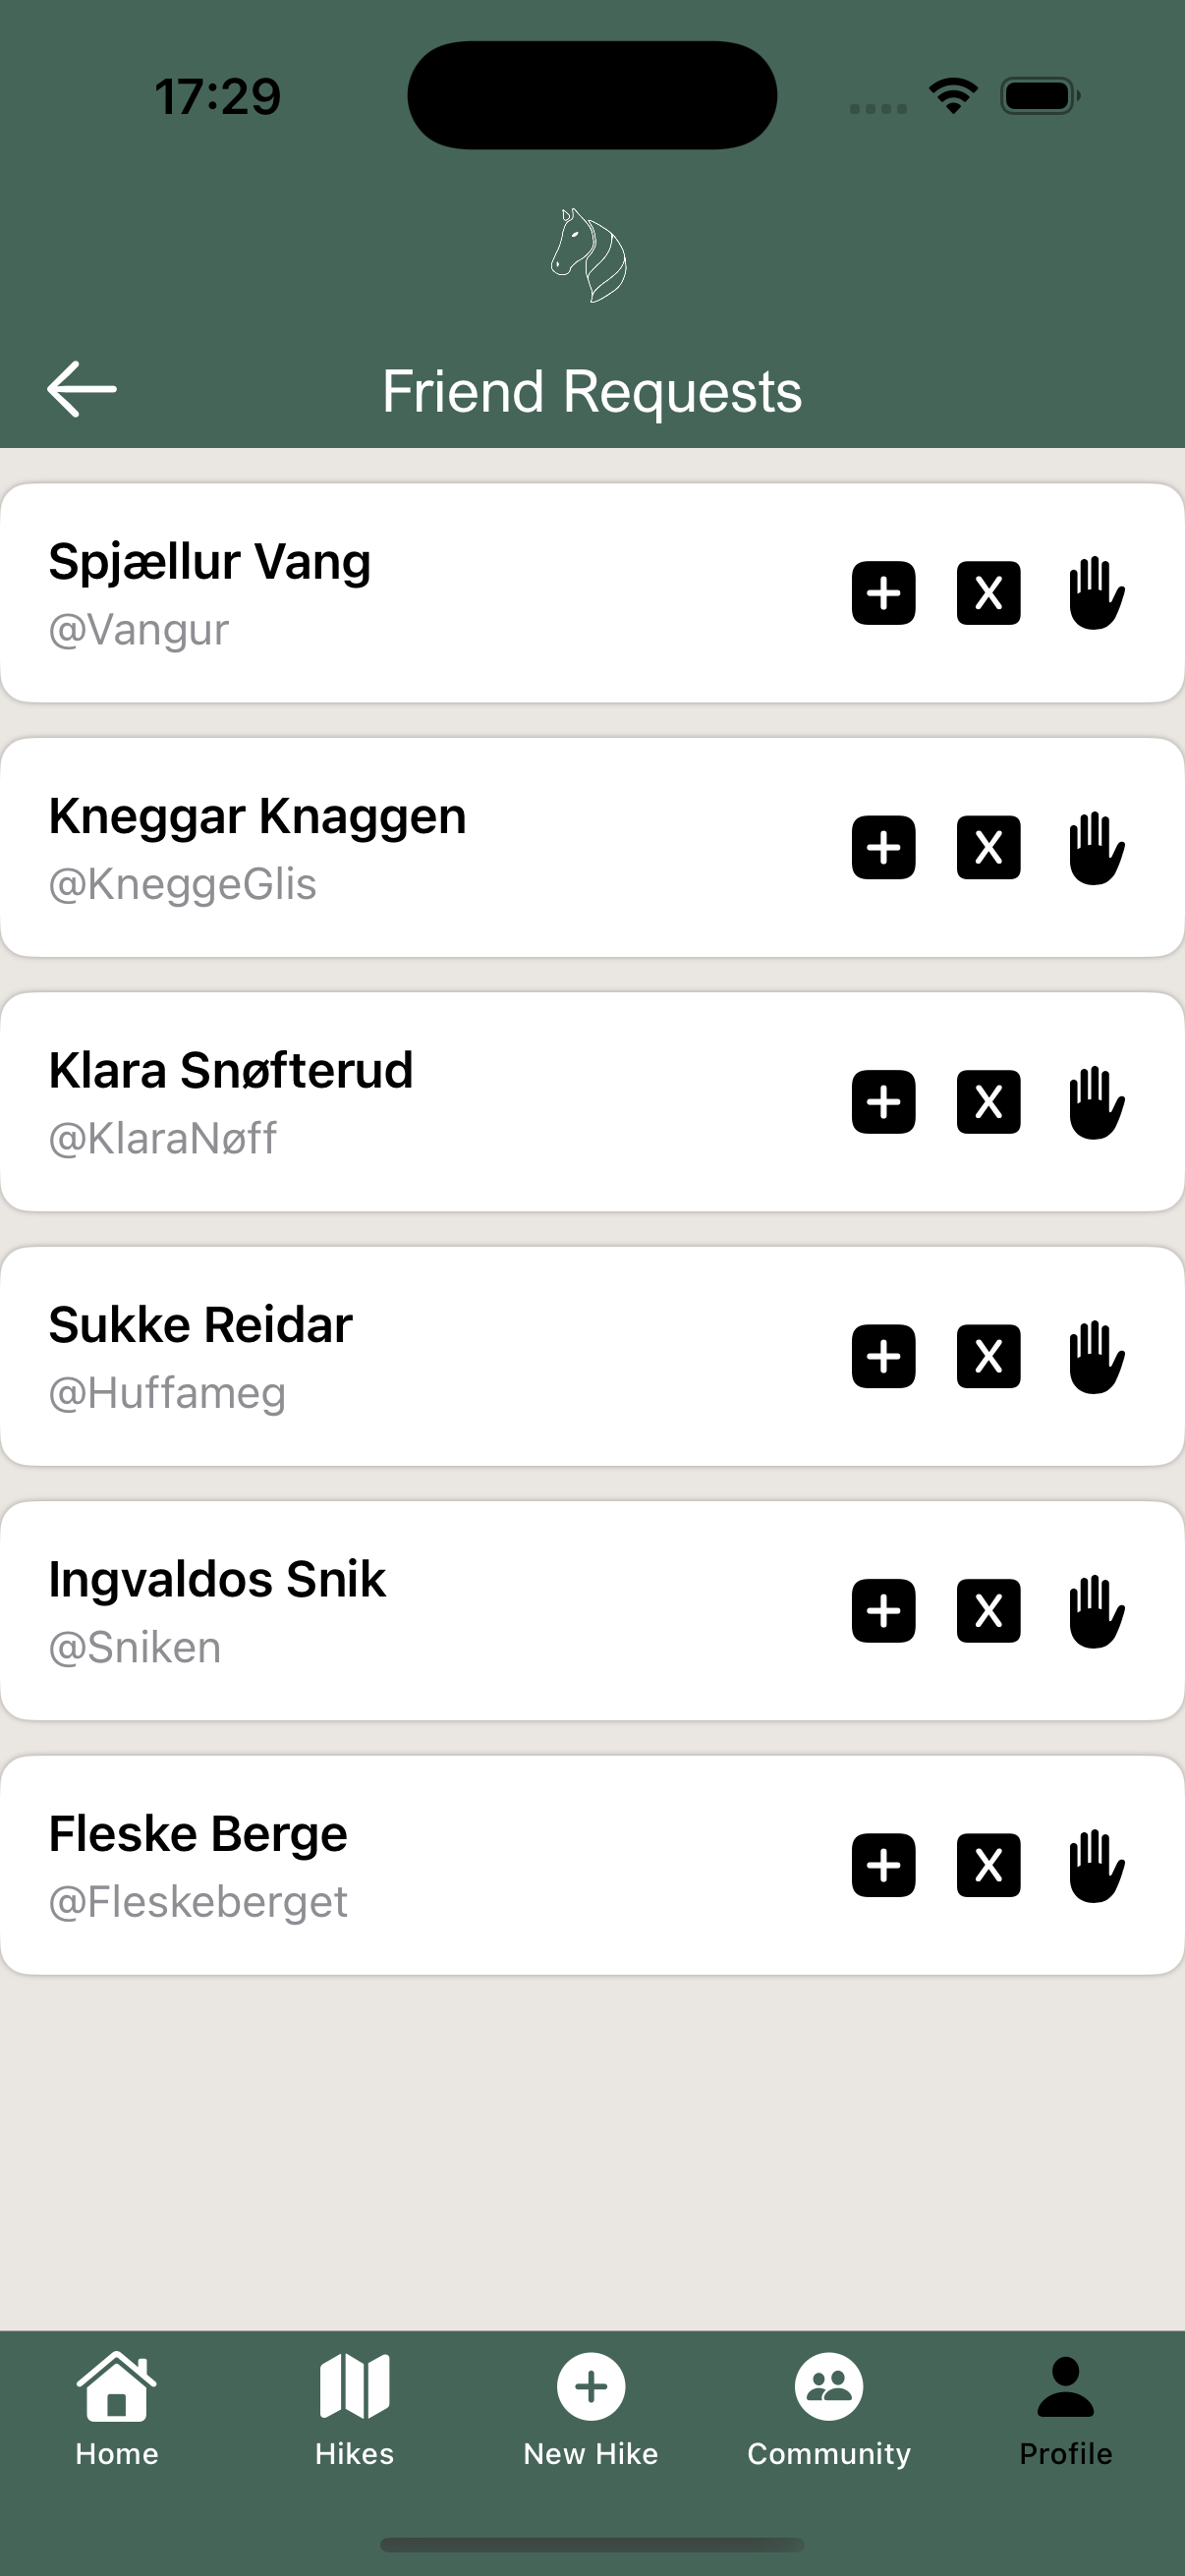 17:29
Friend Requests
Spjællur Vang
@Vangur
Kneggar Knaggen
@KneggeGlis
Klara Snøfterud
@KlaraNøff
Sukke Reidar
@Huffameg
Ingvaldos Snik
@Sniken
Fleske Berge
@Fleskeberget
Home Hikes New Hike Community Profile